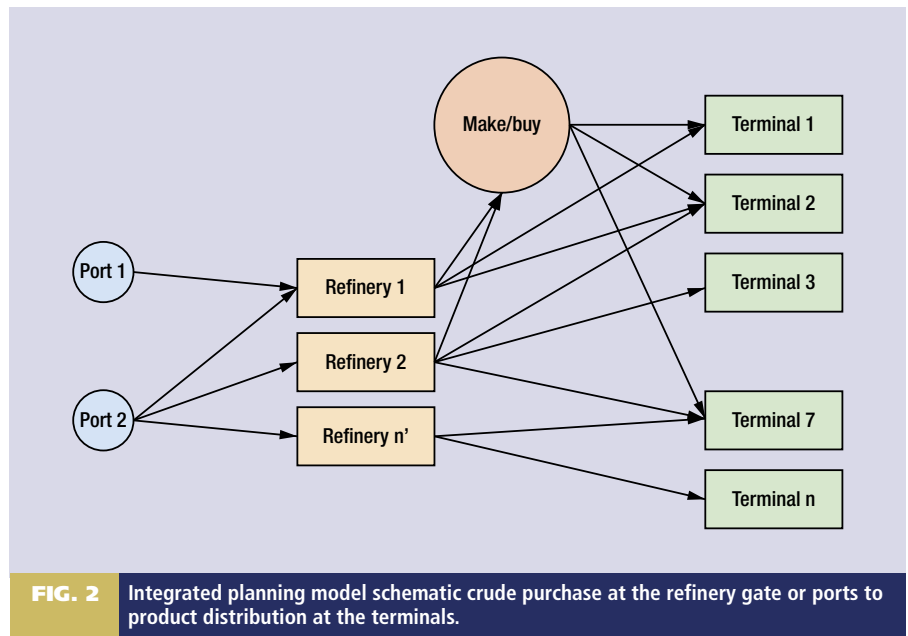 Make/buy
Terminal 1
Terminal 2
Port 1
Refinery 1
Terminal 3
Refinery 2
Port 2
Refinery n’
Terminal 7
Terminal n
FIG. 2
Integrated planning model schematic crude purchase at the refinery gate or ports to
product distribution at the terminals.